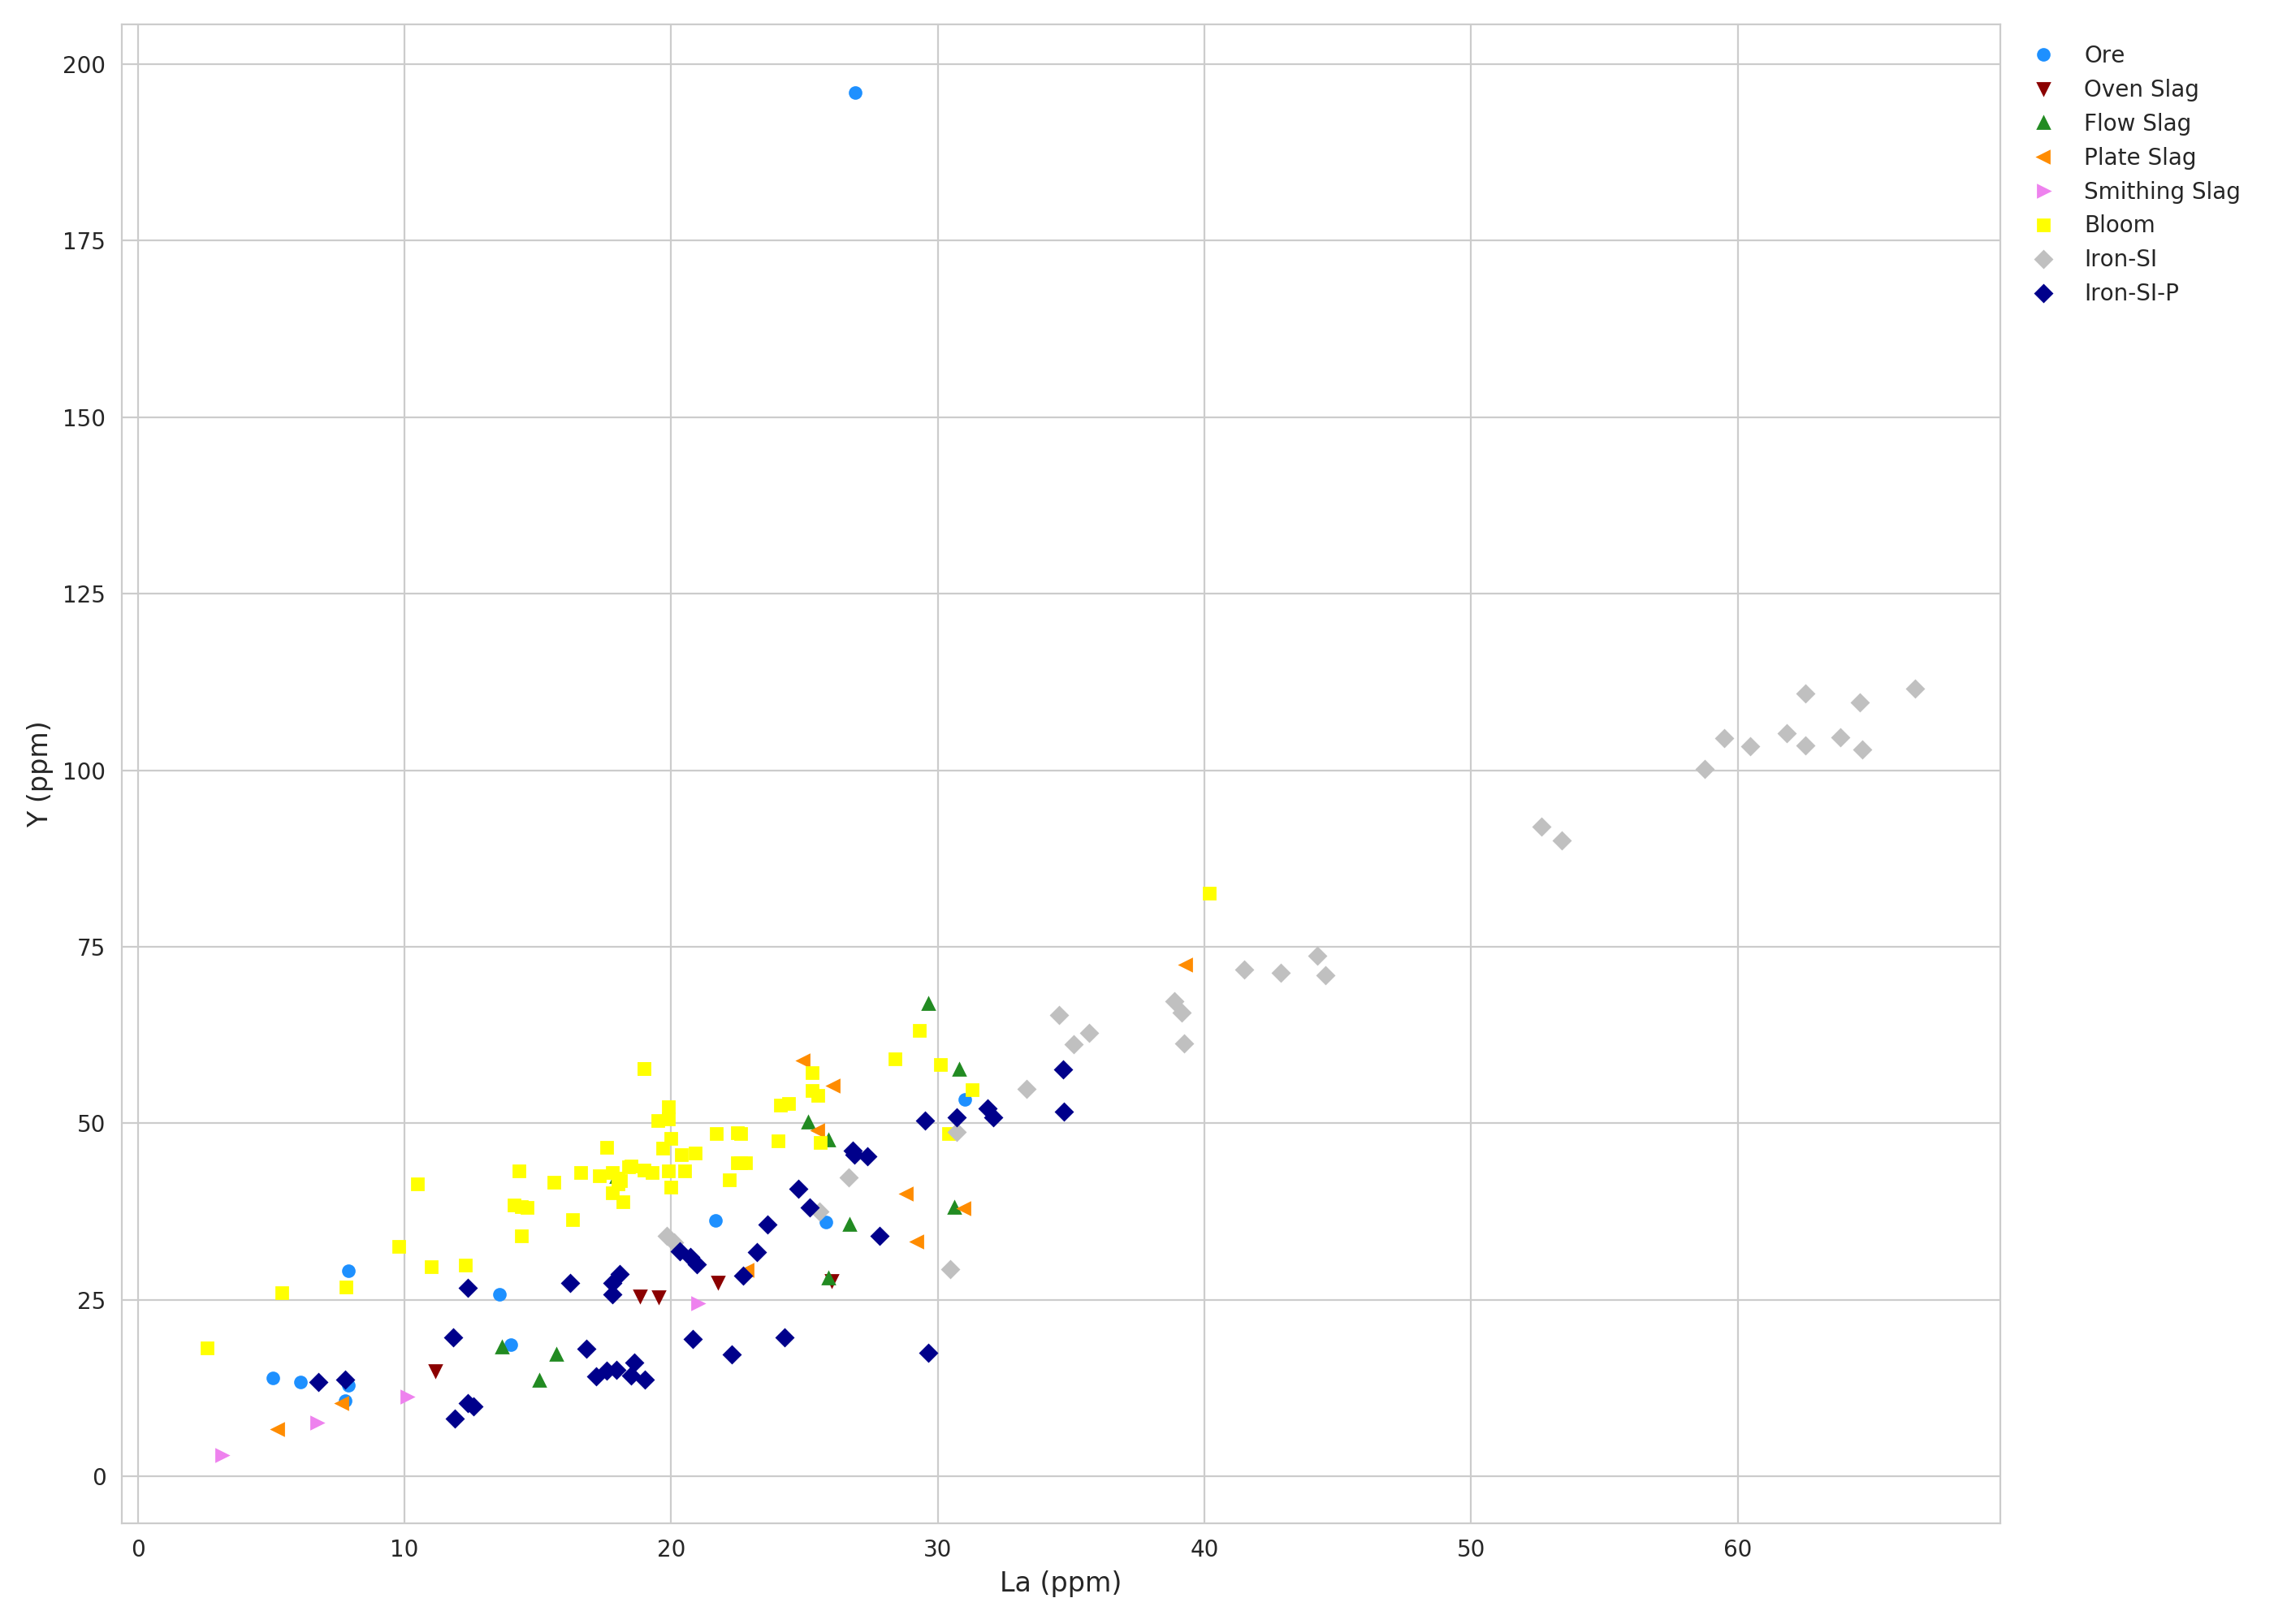 200
175
150
125
100
75
50
25
0
Y (ppm)
0 10 20 30 40 50 60
La (ppm)
Ore
Oven Slag
Flow Slag
Plate Slag
Smithing Slag
Bloom
Iron-SI
Iron-SI-P